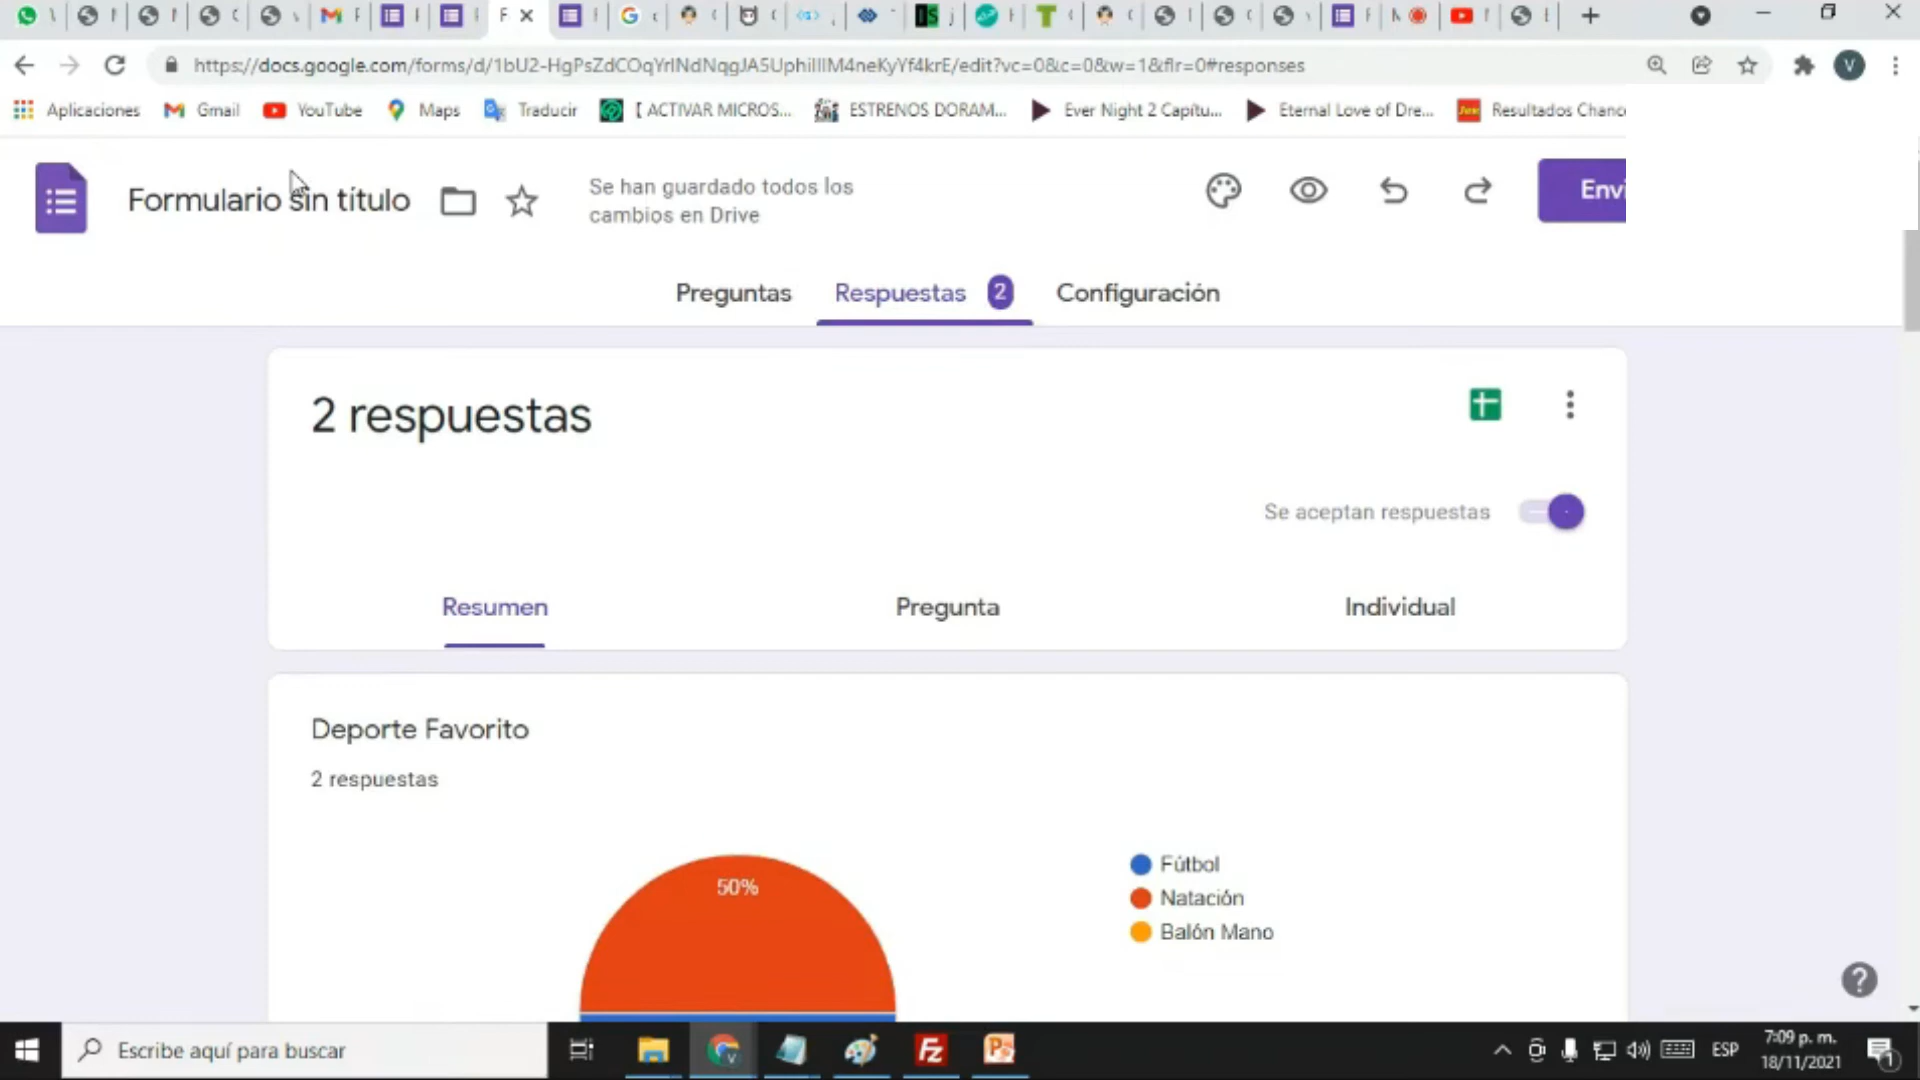 https://docs.google.com/forms/d/1bU2-HgPsZdCOqYrINdNqgJA5UphiIIIM4neKyYf4krE/edit?vc=0&c=0&w=1&flr=0#responses
V
Aplicaciones Gmail YouTube Maps Traducir [ ACTIVAR MICROS... ESTRENOS DORAM... Ever Night 2 Capítu... Eternal Love of Dre... Resultados Chance
Formulario sin título
Se han guardado todos los
cambios en Drive
Envi
Preguntas Respuestas 2 Configuración
2 respuestas
Se aceptan respuestas
Resumen Pregunta Individual
Deporte Favorito
2 respuestas
50%
Fútbol
Natación
Balón Mano
Escribe aquí para buscar
ESP
7:09 p. m.
18/11/2021